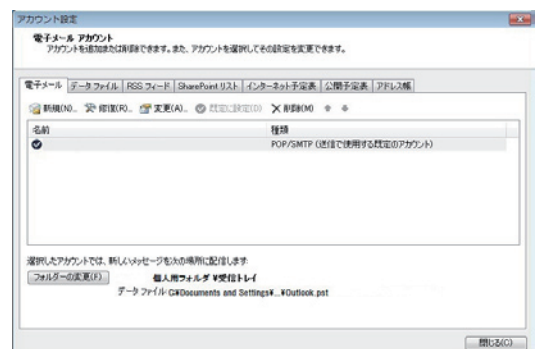 アカウント設定
電子メール アカウント
アカウントを追加または削除できます。また、アカウントを選択してその設定を変更できます。
電子メール データ ファイル RSS フィード SharePoint リスト インターネット予定表 公開予定表 アドレス帳
新規(N)... 修復(R)... 変更(A)... 既定に設定(D) 削除(M)
名前 種類
POP/SMTP (送信で使用する既定のアカウント)
選択したアカウントでは、新しいメッセージを次の場所に配信します:
フォルダーの変更(F) 個人用フォルダ ¥受信トレイ
データ ファイル: C:¥Documents and Settings¥...¥Outlook.pst
閉じる(C)